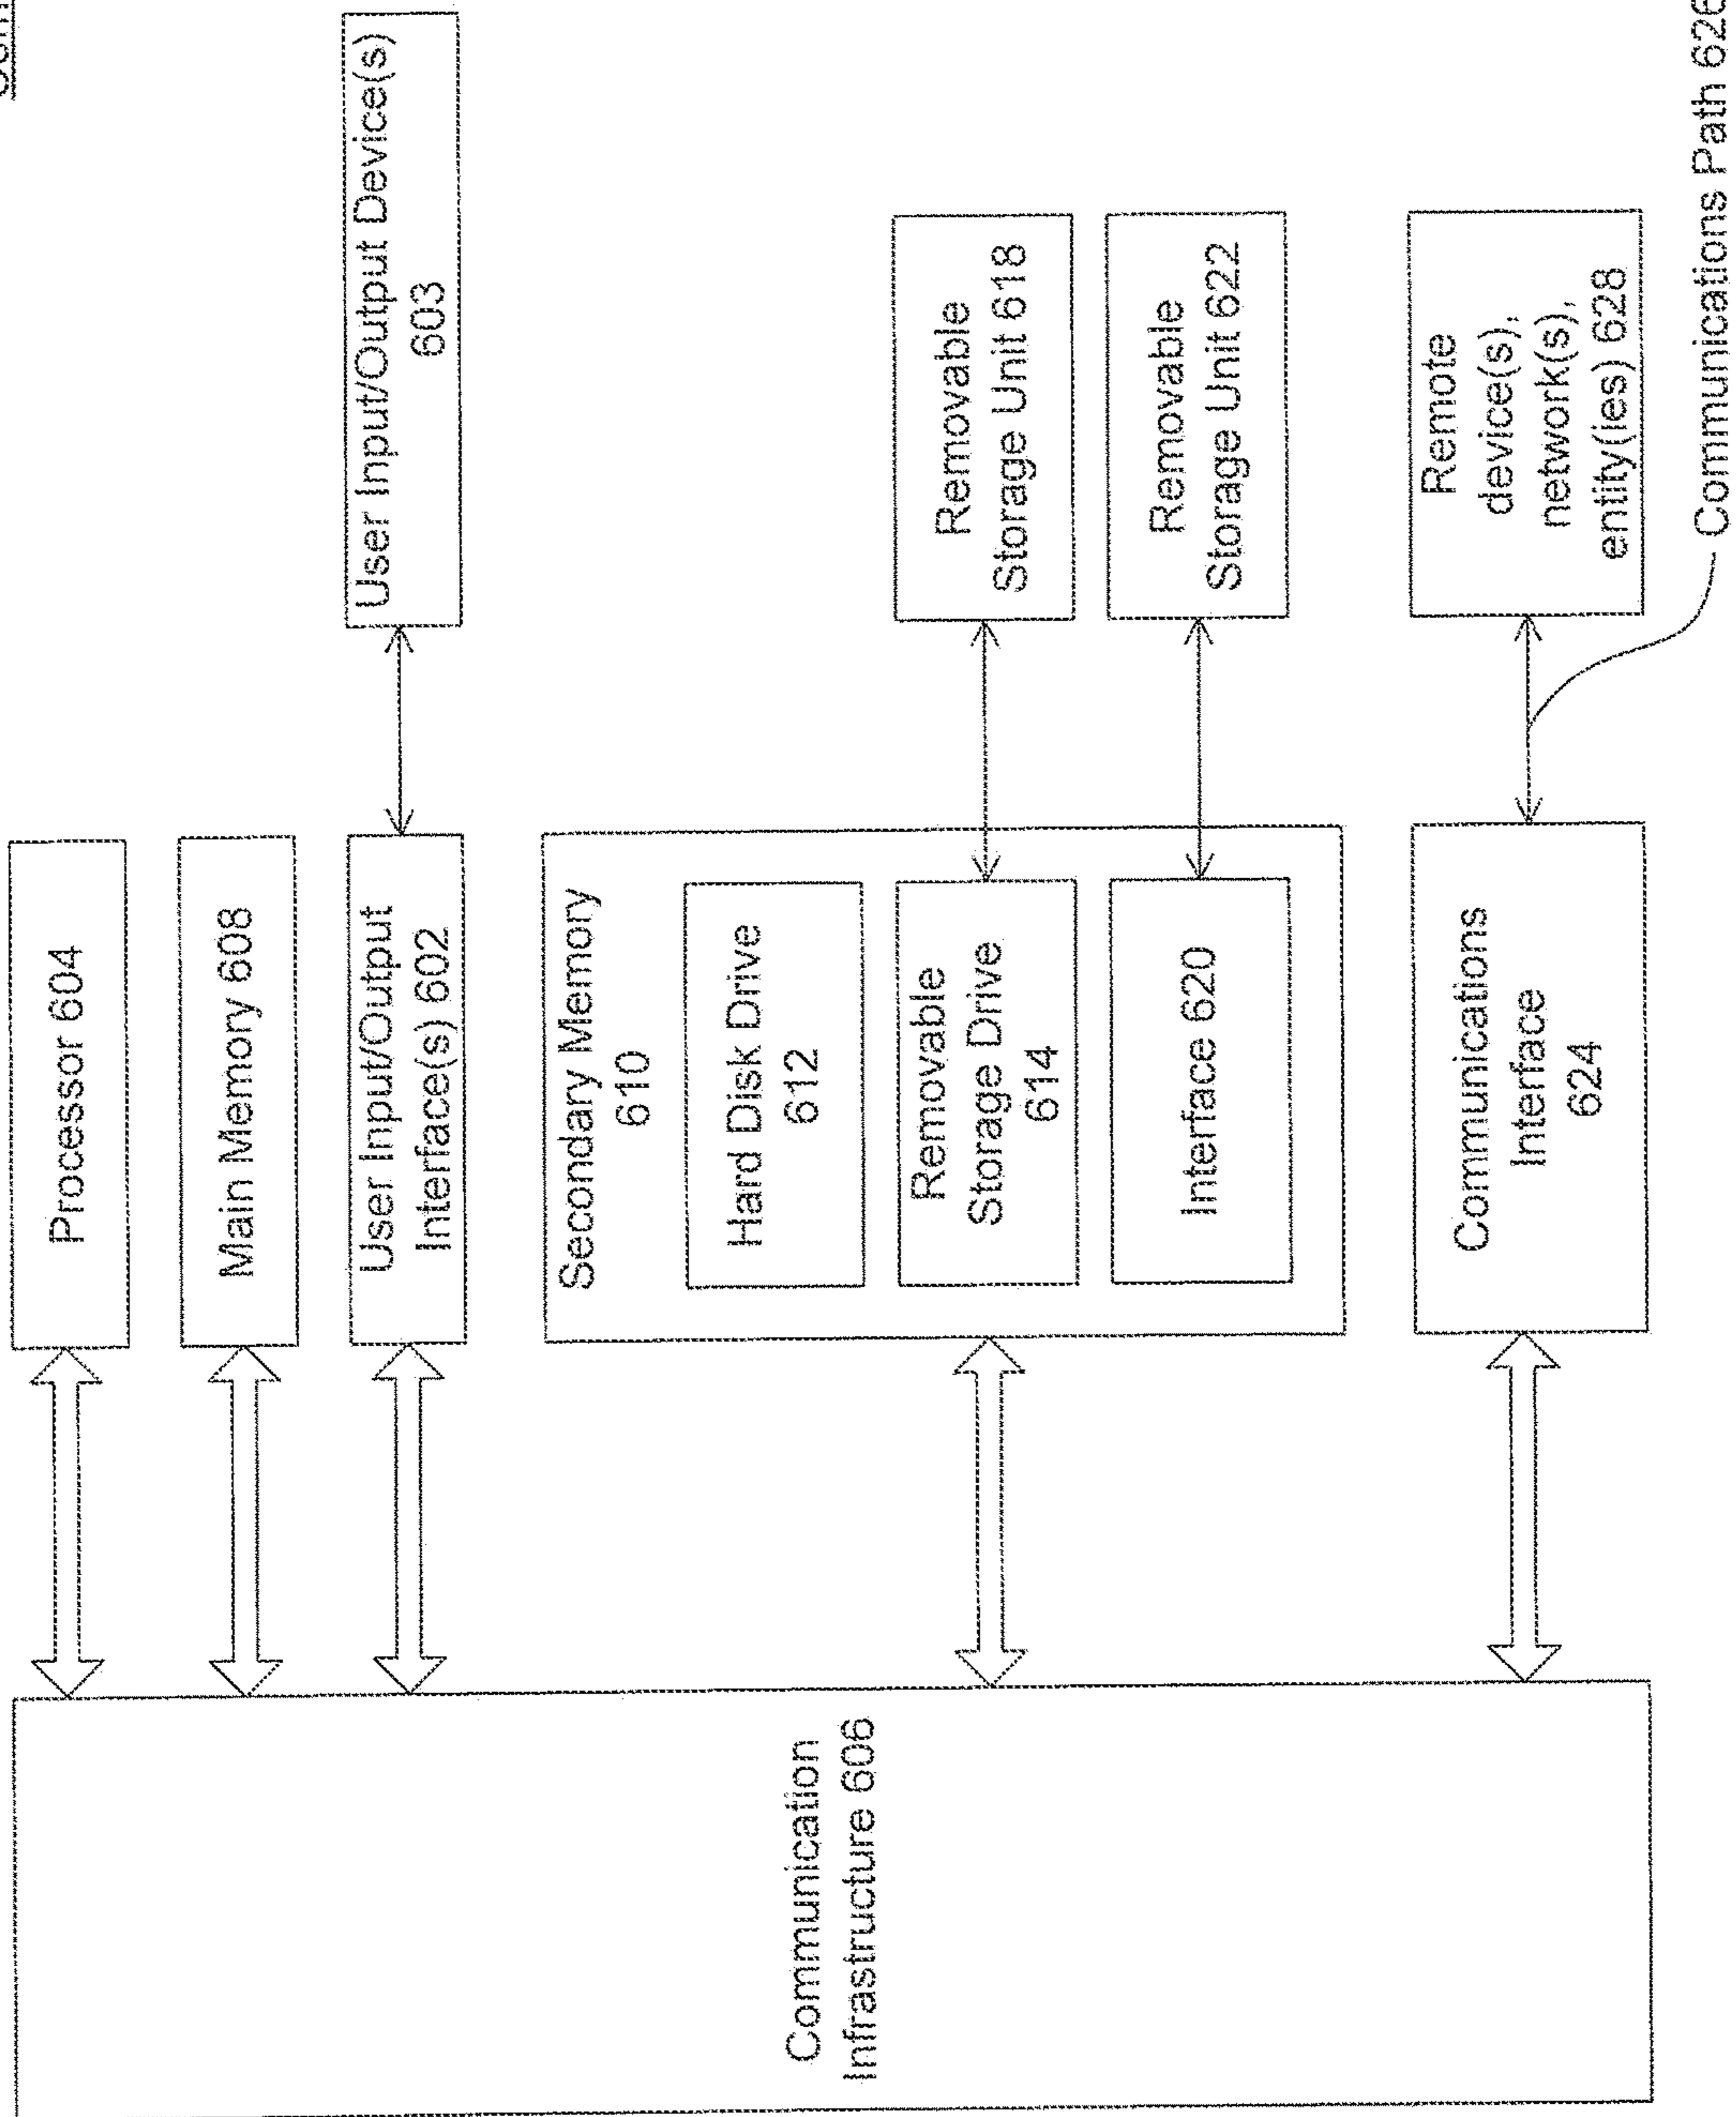 Processor 604
Main Memory 608
User Input/Output
Interface(s) 602
User Input/Output Device(s)
603
Secondary Memory
610
Hard Disk Drive
612
Removable
Storage Drive
614
Removable
Storage Unit 618
Interface 620
Removable
Storage Unit 622
Communications
Interface
624
Remote
device(s),
network(s),
entity(ies) 628
Communications Path 626
Communication
Infrastructure 606